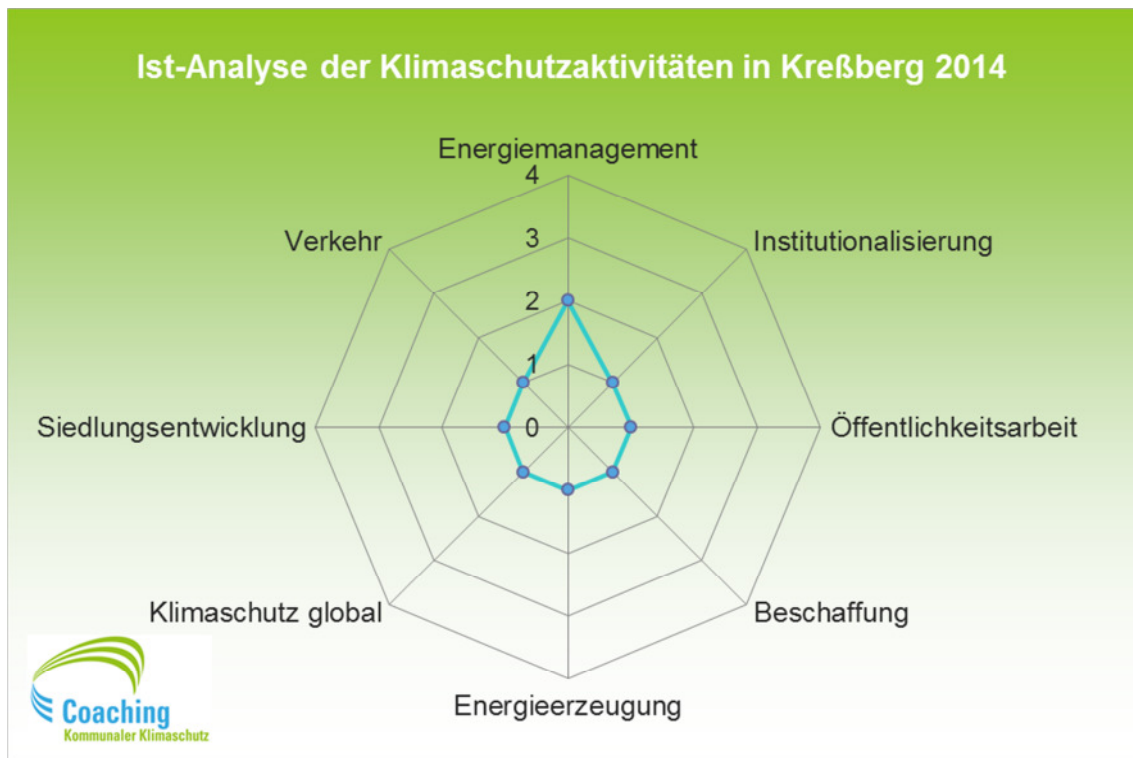 Ist-Analyse der Klimaschutzaktivitäten in Kreßberg 2014
Energiemanagement
4
3
2
1
0
Verkehr
Institutionalisierung
Siedlungsentwicklung
Öffentlichkeitsarbeit
Klimaschutz global
Beschaffung
Energieerzeugung
Coaching
Kommunaler Klimaschutz